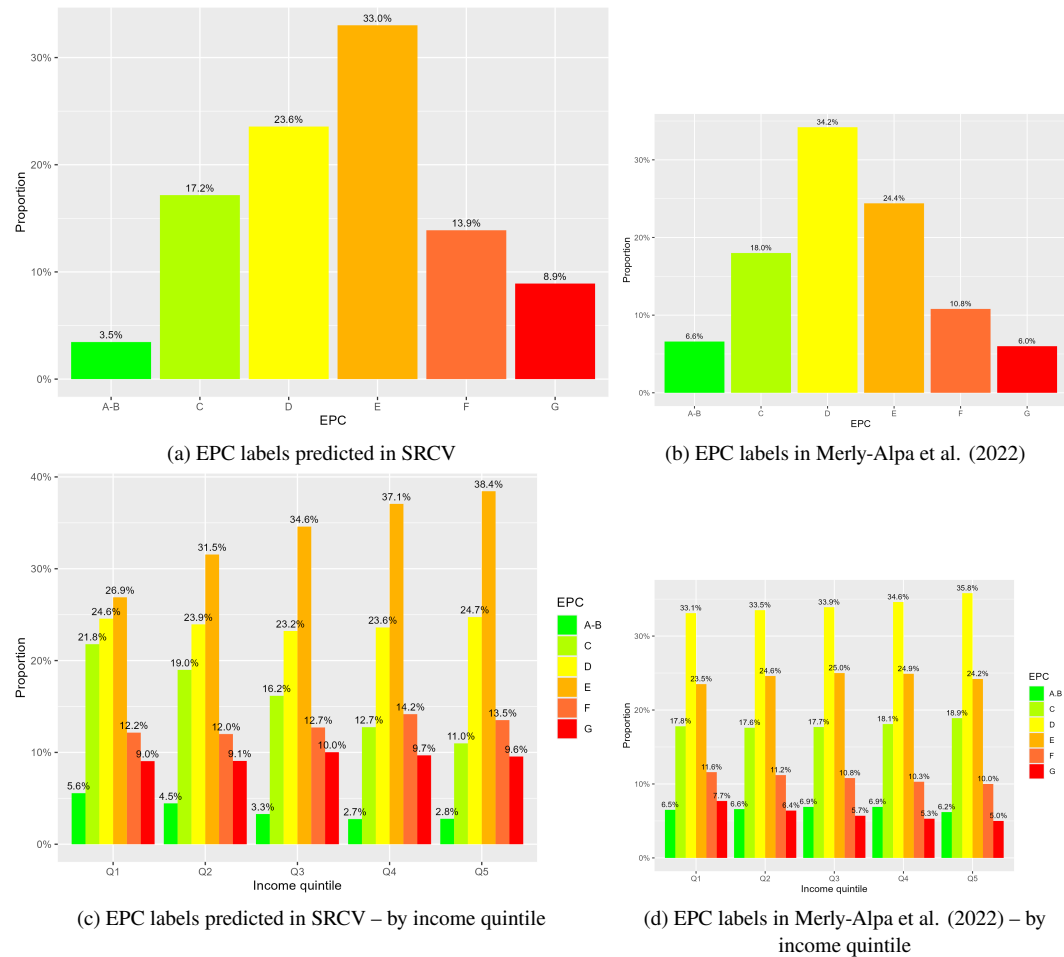 33.0%
30%
23.6%
20%
17.2%
13.9%
10%
8.9%
3.5%
0%
Proportion
A-B C D E F G
EPC
(a) EPC labels predicted in SRCV
34.2%
30%
24.4%
20%
18.0%
10.8%
10%
6.6%
6.0%
0%
Proportion
A-B C D E F G
EPC
(b) EPC labels in Merly-Alpa et al. (2022)
40%
30%
20%
10%
0%
Proportion
5.6% 21.8% 24.6% 26.9% 12.2% 9.0%
4.5% 19.0% 23.9% 31.5% 12.0% 9.1%
3.3% 16.2% 23.2% 34.6% 12.7% 10.0%
2.7% 12.7% 23.6% 37.1% 14.2% 9.7%
2.8% 11.0% 24.7% 38.4% 13.5% 9.6%
Q1 Q2 Q3 Q4 Q5
Income quintile
EPC
A-B
C
D
E
F
G
(c) EPC labels predicted in SRCV – by income quintile
30%
20%
10%
0%
Proportion
6.5% 17.8% 33.1% 23.5% 11.6% 7.7%
6.6% 17.6% 33.5% 24.6% 11.2% 6.4%
6.9% 17.7% 33.9% 25.0% 10.8% 5.7%
6.9% 18.1% 34.6% 24.9% 10.3% 5.3%
6.2% 18.9% 35.8% 24.2% 10.0% 5.0%
Q1 Q2 Q3 Q4 Q5
Income quintile
EPC
A.B
C
D
E
F
G
(d) EPC labels in Merly-Alpa et al. (2022) – by
income quintile